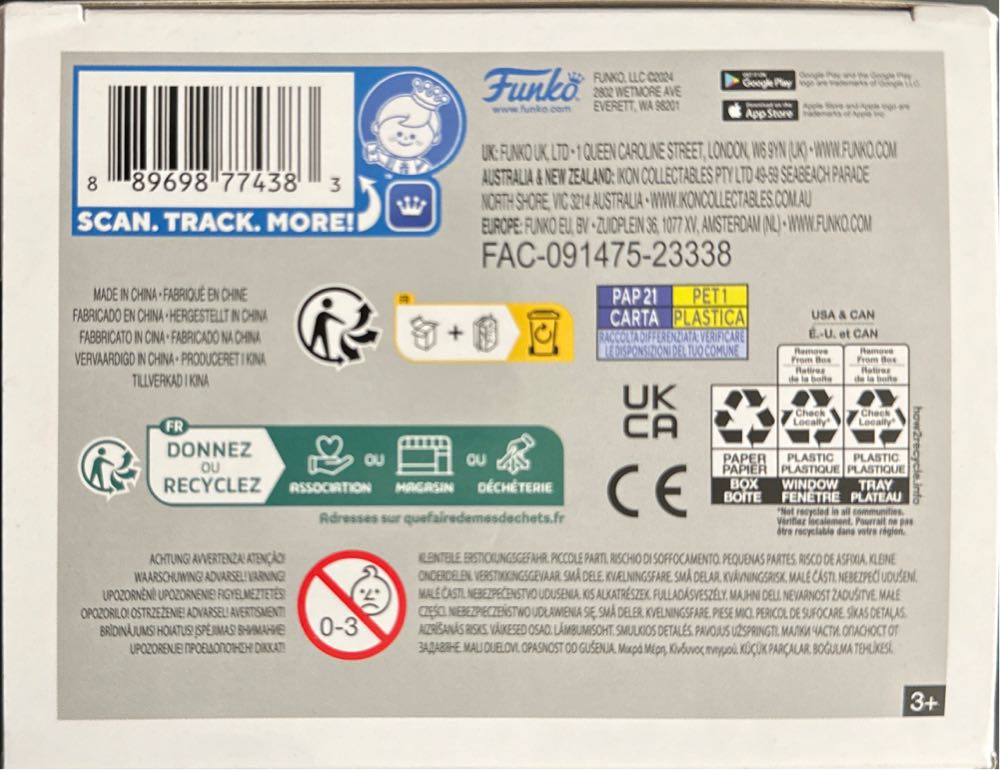 8 89698 77438 3
SCAN. TRACK. MORE!
Funko
www.funko.com
FUNKO, LLC ©2024
2802 WETMORE AVE
EVERETT, WA 98201
GET IT ON
Google Play
Google Play and the Google Play
logo are trademarks of Google LLC.
Download on the
App Store
Apple Store and Apple logo are
trademarks of Apple Inc
UK: FUNKO UK, LTD • 1 QUEEN CAROLINE STREET, LONDON, W6 9YN (UK) • WWW.FUNKO.COM
AUSTRALIA & NEW ZEALAND: IKON COLLECTABLES PTY LTD 49-59 SEABEACH PARADE
NORTH SHORE, VIC 3214 AUSTRALIA • WWW.IKONCOLLECTABLES.COM.AU
EUROPE: FUNKO EU, BV • ZUIDPLEIN 36, 1077 XV, AMSTERDAM (NL) • WWW.FUNKO.COM
FAC-091475-23338
MADE IN CHINA • FABRIQUÉ EN CHINE
FABRICADO EN CHINA • HERGESTELLT IN CHINA
FABBRICATO IN CINA • FABRICADO NA CHINA
VERVAARDIGD IN CHINA • PRODUCERET I KINA
TILLVERKAD I KINA
FR
+
PAP 21
PET 1
CARTA
PLASTICA
RACCOLTA DIFFERENZIATA: VERIFICARE
LE DISPOSIZIONI DEL TUO COMUNE
USA & CAN
É.-U. et CAN
Remove
From Box
Retirez
de la boîte
Remove
From Box
Retirez
de la boîte
Check
Locally*
Check
Locally*
PAPER
PAPIER
PLASTIC
PLASTIQUE
PLASTIC
PLASTIQUE
BOX
BOÎTE
WINDOW
FENÊTRE
TRAY
PLATEAU
how2recycle.info
*Not recycled in all communities.
Vérifiez localement. Pourrait ne pas
être recyclable dans votre région.
UK
CA
CE
FR
DONNEZ
OU
RECYCLEZ
ASSOCIATION
OU
MAGASIN
OU
DÉCHÈTERIE
Adresses sur quefairedemesdechets.fr
ACHTUNG! AVVERTENZA! ATENÇÃO!
WAARSCHUWING! ADVARSEL! VARNING!
UPOZORNĚNÍ! UPOZORNENIE! FIGYELMEZTETÉS!
OPOZORILO! OSTRZEŻENIE! ADVARSEL! AVERTISMENT!
BRĪDINĀJUMS! HOIATUS! ĮSPĖJIMAS! ВНИМАНИЕ!
UPOZORENJE! ΠΡΟΕΙΔΟΠΟΙΗΣΗ! DIKKAT!
0-3
KLEINTEILE. ERSTICKUNGSGEFAHR. PICCOLE PARTI. RISCHIO DI SOFFOCAMENTO. PEQUENAS PARTES. RISCO DE ASFIXIA. KLEINE
ONDERDELEN. VERSTIKKINGSGEVAAR. SMÅ DELE. KVÆLNINGSFARE. SMÅ DELAR. KVÄVNINGSRISK. MALÉ ČÁSTI. NEBEZPEČÍ UDUŠENÍ.
MALÉ ČASTI. NEBEZPEČENSTVO UDUSENIA. KIS ALKATRÉSZEK. FULLADÁSVESZÉLY. MAJHNI DELI. NEVARNOST ZADUŠITVE. MAŁE
CZĘŚCI. NIEBEZPIECZEŃSTWO UDŁAWIENIA SIĘ. SMÅ DELER. KVELNINGSFARE. PIESE MICI. PERICOL DE SUFOCARE. SĪKAS DETAĻAS.
AIZRĪŠANĀS RISKS. VÄIKESED OSAD. LÄMBUMISOHT. SMULKIOS DETALĖS. PAVOJUS UŽSPRINGTI. МАЛКИ ЧАСТИ. ОПАСНОСТ ОТ
ЗАДАВЯНЕ. MALI DIJELOVI. OPASNOST OD GUŠENJA. Μικρά Μέρη. Κίνδυνος πνιγμού. KÜÇÜK PARÇALAR. BOĞULMA TEHLİKESİ.
3+